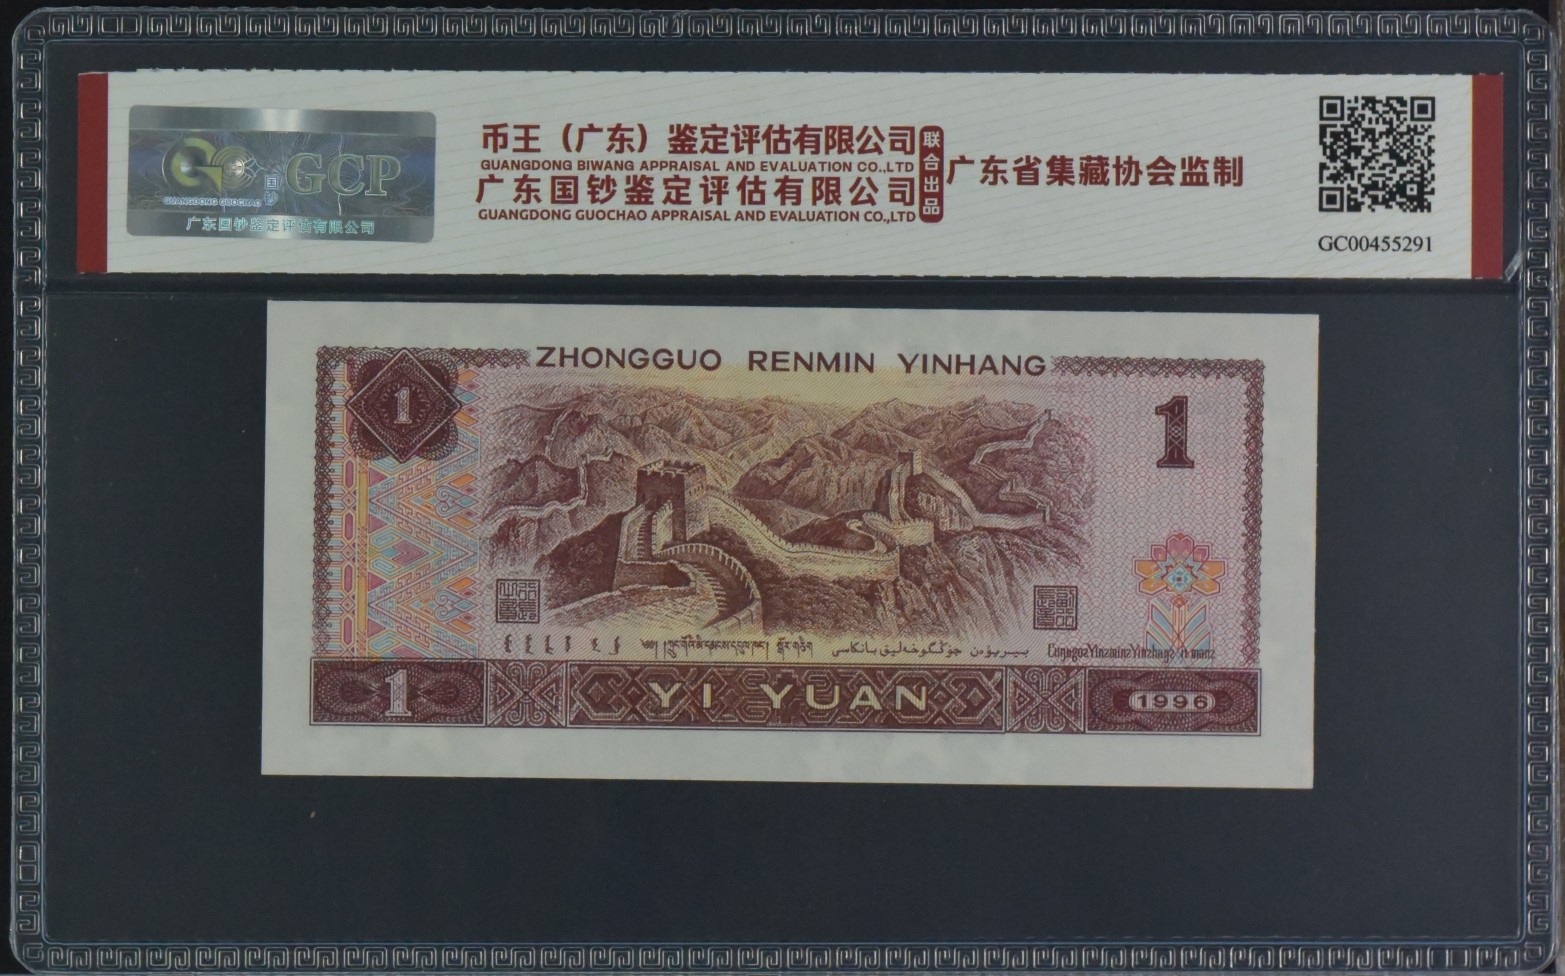 GCP
国钞
GUANGDONG GUOCHAO
广东国钞鉴定评估有限公司
币王（广东）鉴定评估有限公司
GUANGDONG BIWANG APPRAISAL AND EVALUATION CO.,LTD
广东国钞鉴定评估有限公司
GUANGDONG GUOCHAO APPRAISAL AND EVALUATION CO.,LTD
联合出品
广东省集藏协会监制
GC00455291
ZHONGGUO RENMIN YINHANG
1
1
1
YI YUAN
1996